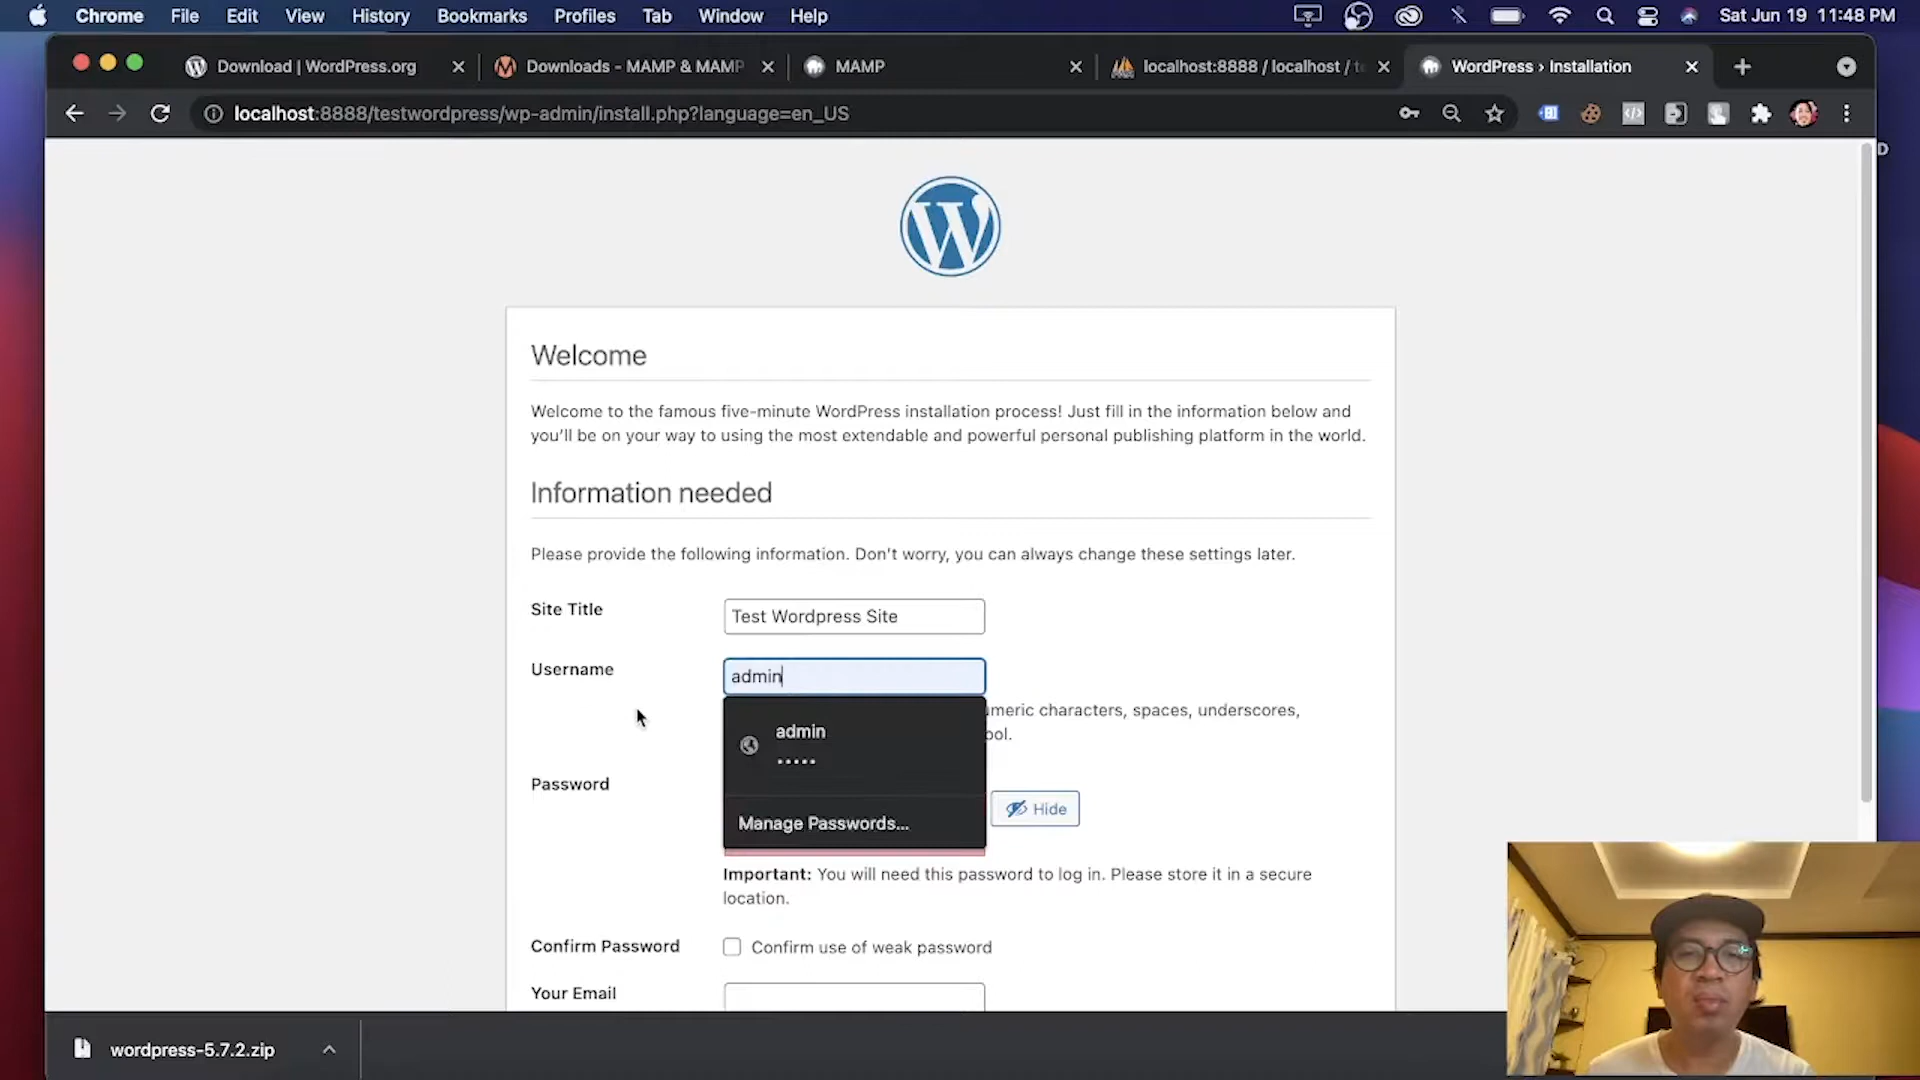 Chrome File Edit View History Bookmarks Profiles Tab Window Help Sat Jun 19 11:48 PM
Download | WordPress.org Downloads - MAMP & MAMP MAMP localhost:8888 / localhost / te WordPress › Installation
localhost:8888/testwordpress/wp-admin/install.php?language=en_US
D
Welcome
Welcome to the famous five-minute WordPress installation process! Just fill in the information below and
you'll be on your way to using the most extendable and powerful personal publishing platform in the world.
Information needed
Please provide the following information. Don't worry, you can always change these settings later.
Site Title Test Wordpress Site
Username admin
umeric characters, spaces, underscores,
ool.
admin
•••••
Password Hide
Manage Passwords...
Important: You will need this password to log in. Please store it in a secure
location.
Confirm Password Confirm use of weak password
Your Email
wordpress-5.7.2.zip